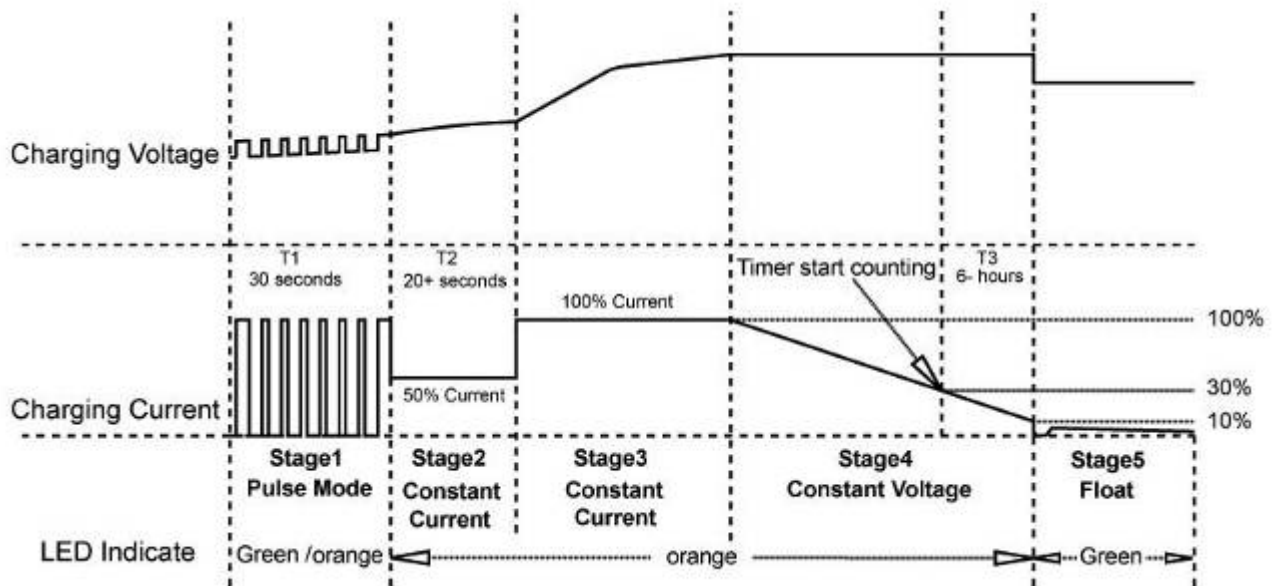 Charging Voltage
T1
30 seconds
T2
20+ seconds
Timer start counting
T3
6- hours
100% Current
100%
50% Current
30%
Charging Current
10%
Stage1
Pulse Mode
Stage2
Constant
Current
Stage3
Constant
Current
Stage4
Constant Voltage
Stage5
Float
LED Indicate
Green /orange
orange
Green